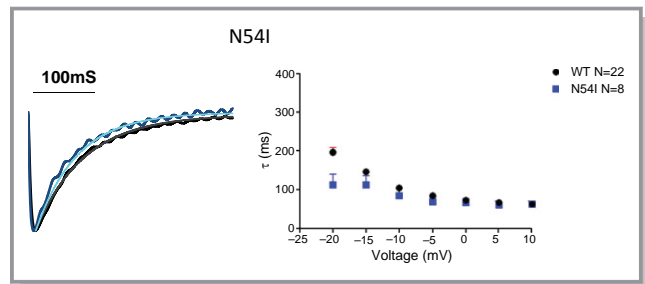 N54I
100mS
WT N=22
N54I N=8
400
300
200
100
0
τ (ms)
–25 –20 –15 –10 –5 0 5 10
Voltage (mV)